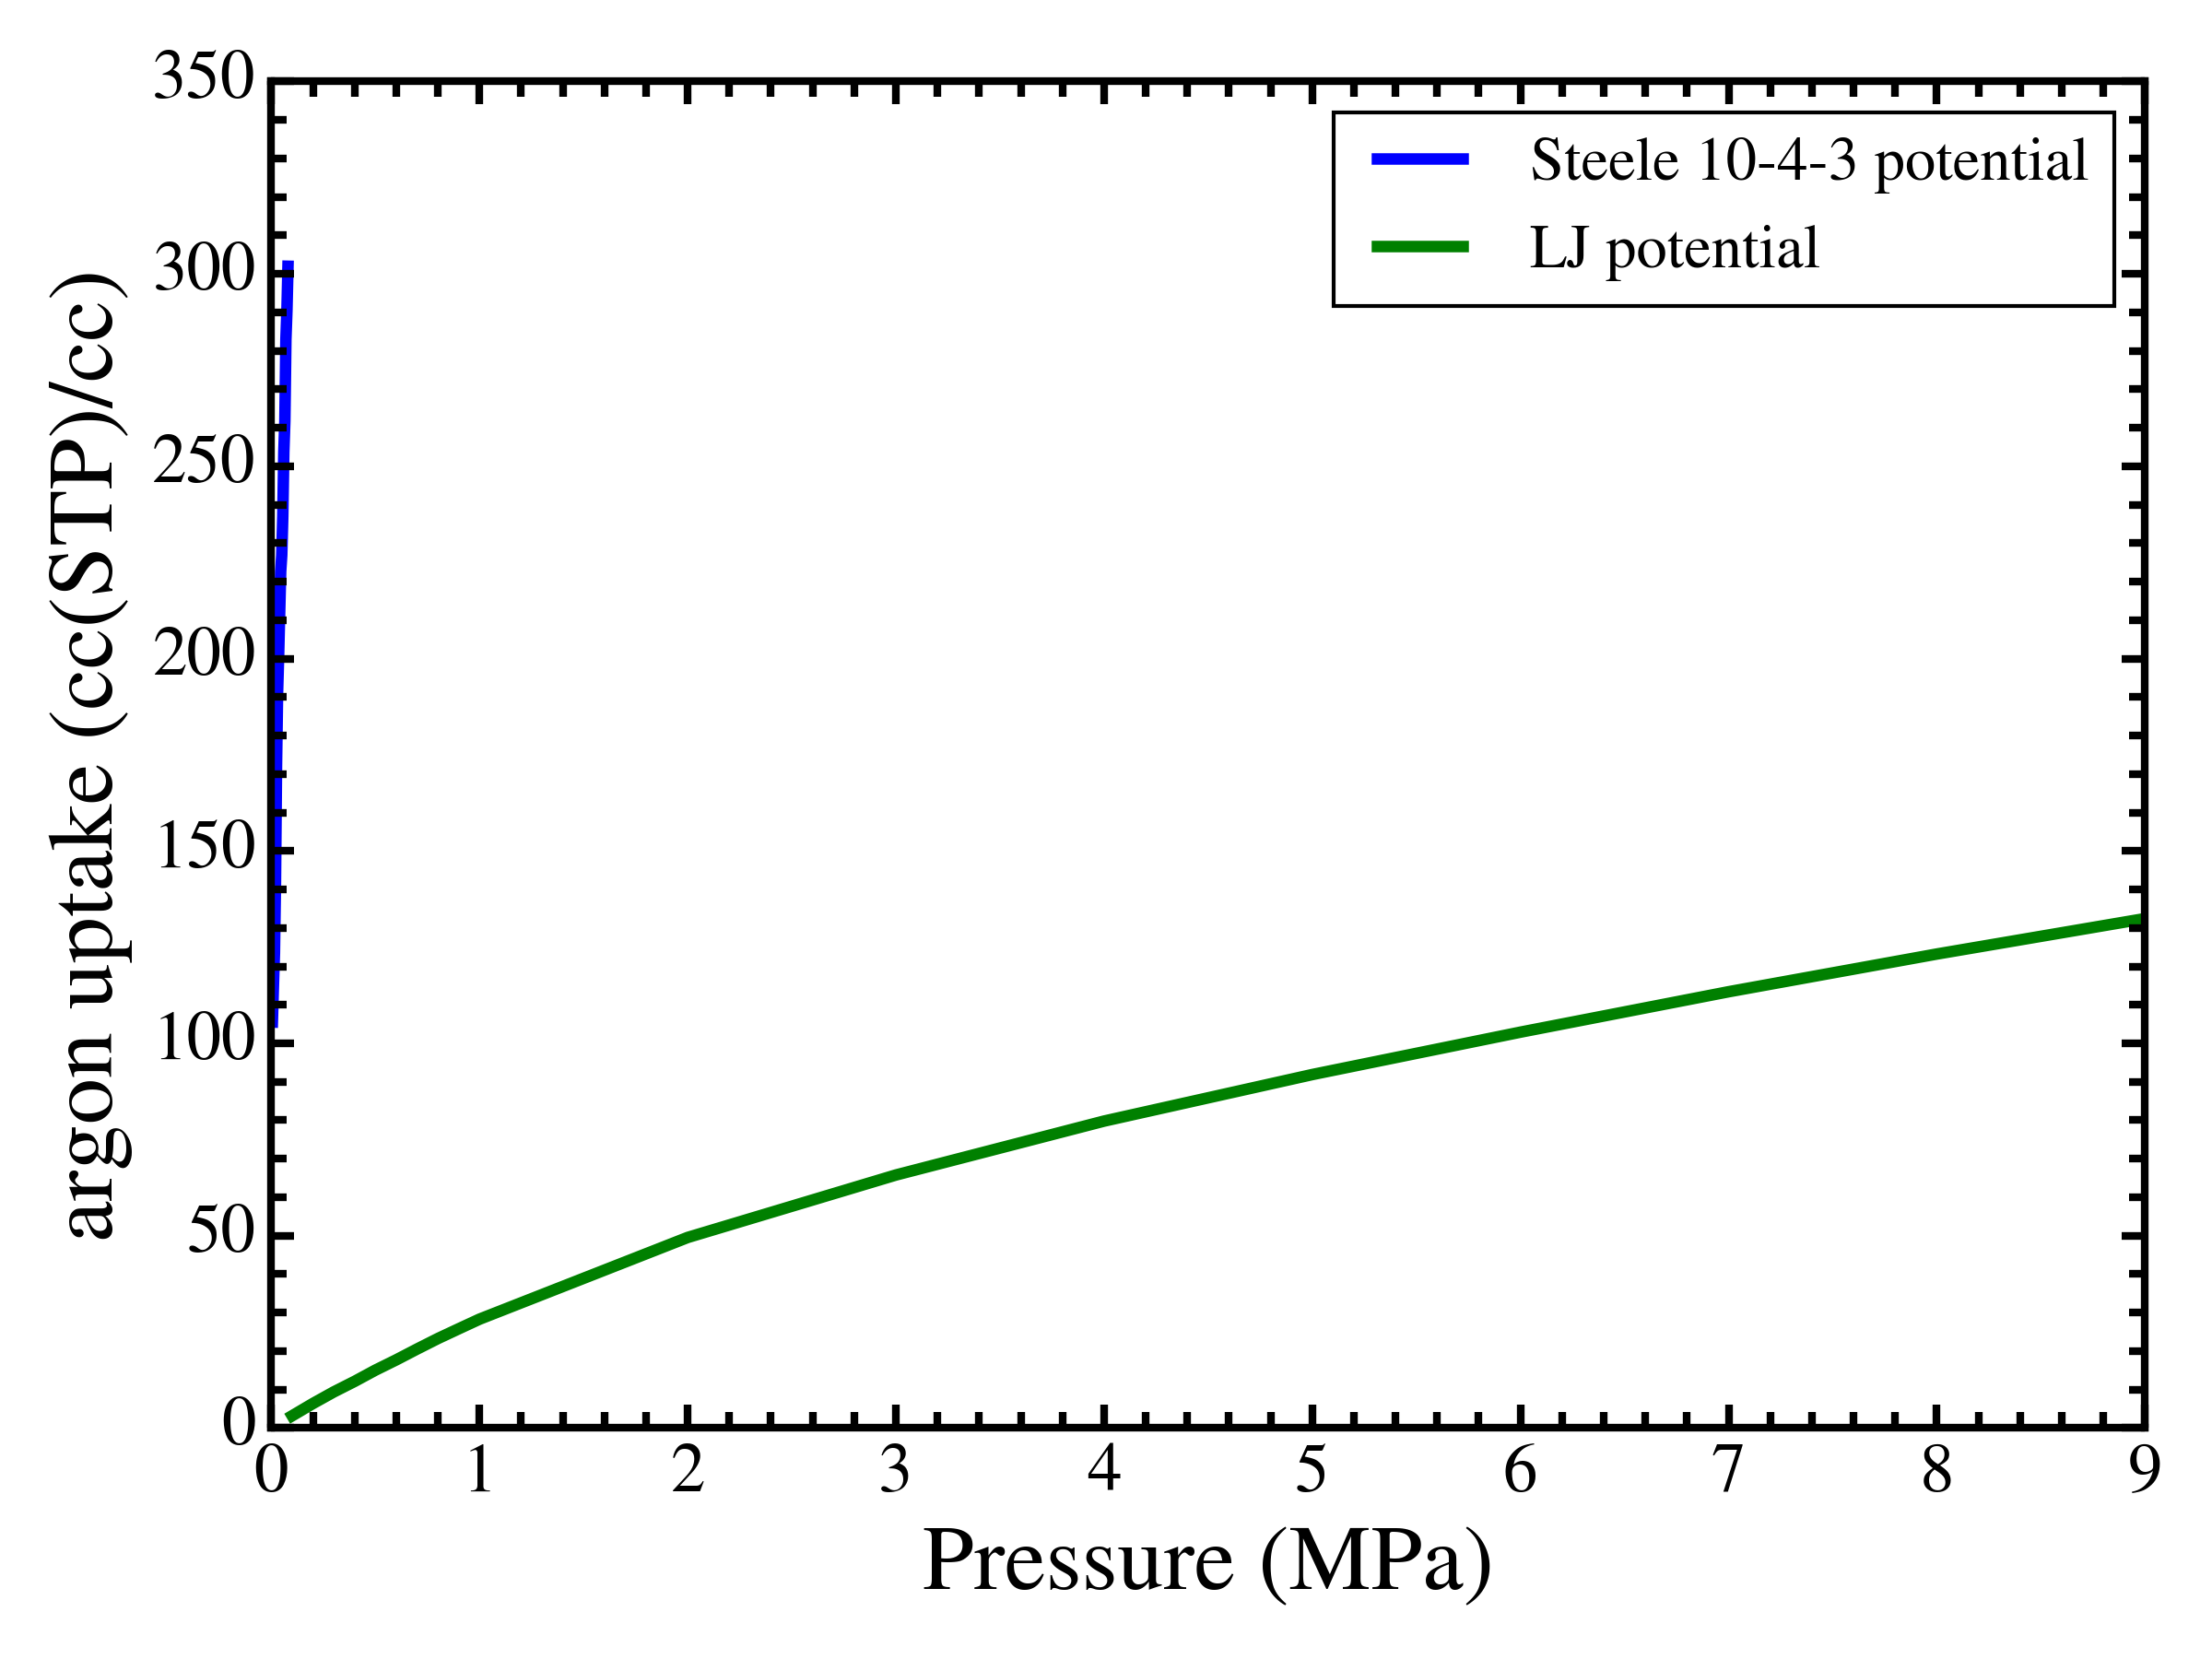 350
300
250
200
150
100
50
0
argon uptake (cc(STP)/cc)
Steele 10-4-3 potential
LJ potential
0 1 2 3 4 5 6 7 8 9
Pressure (MPa)